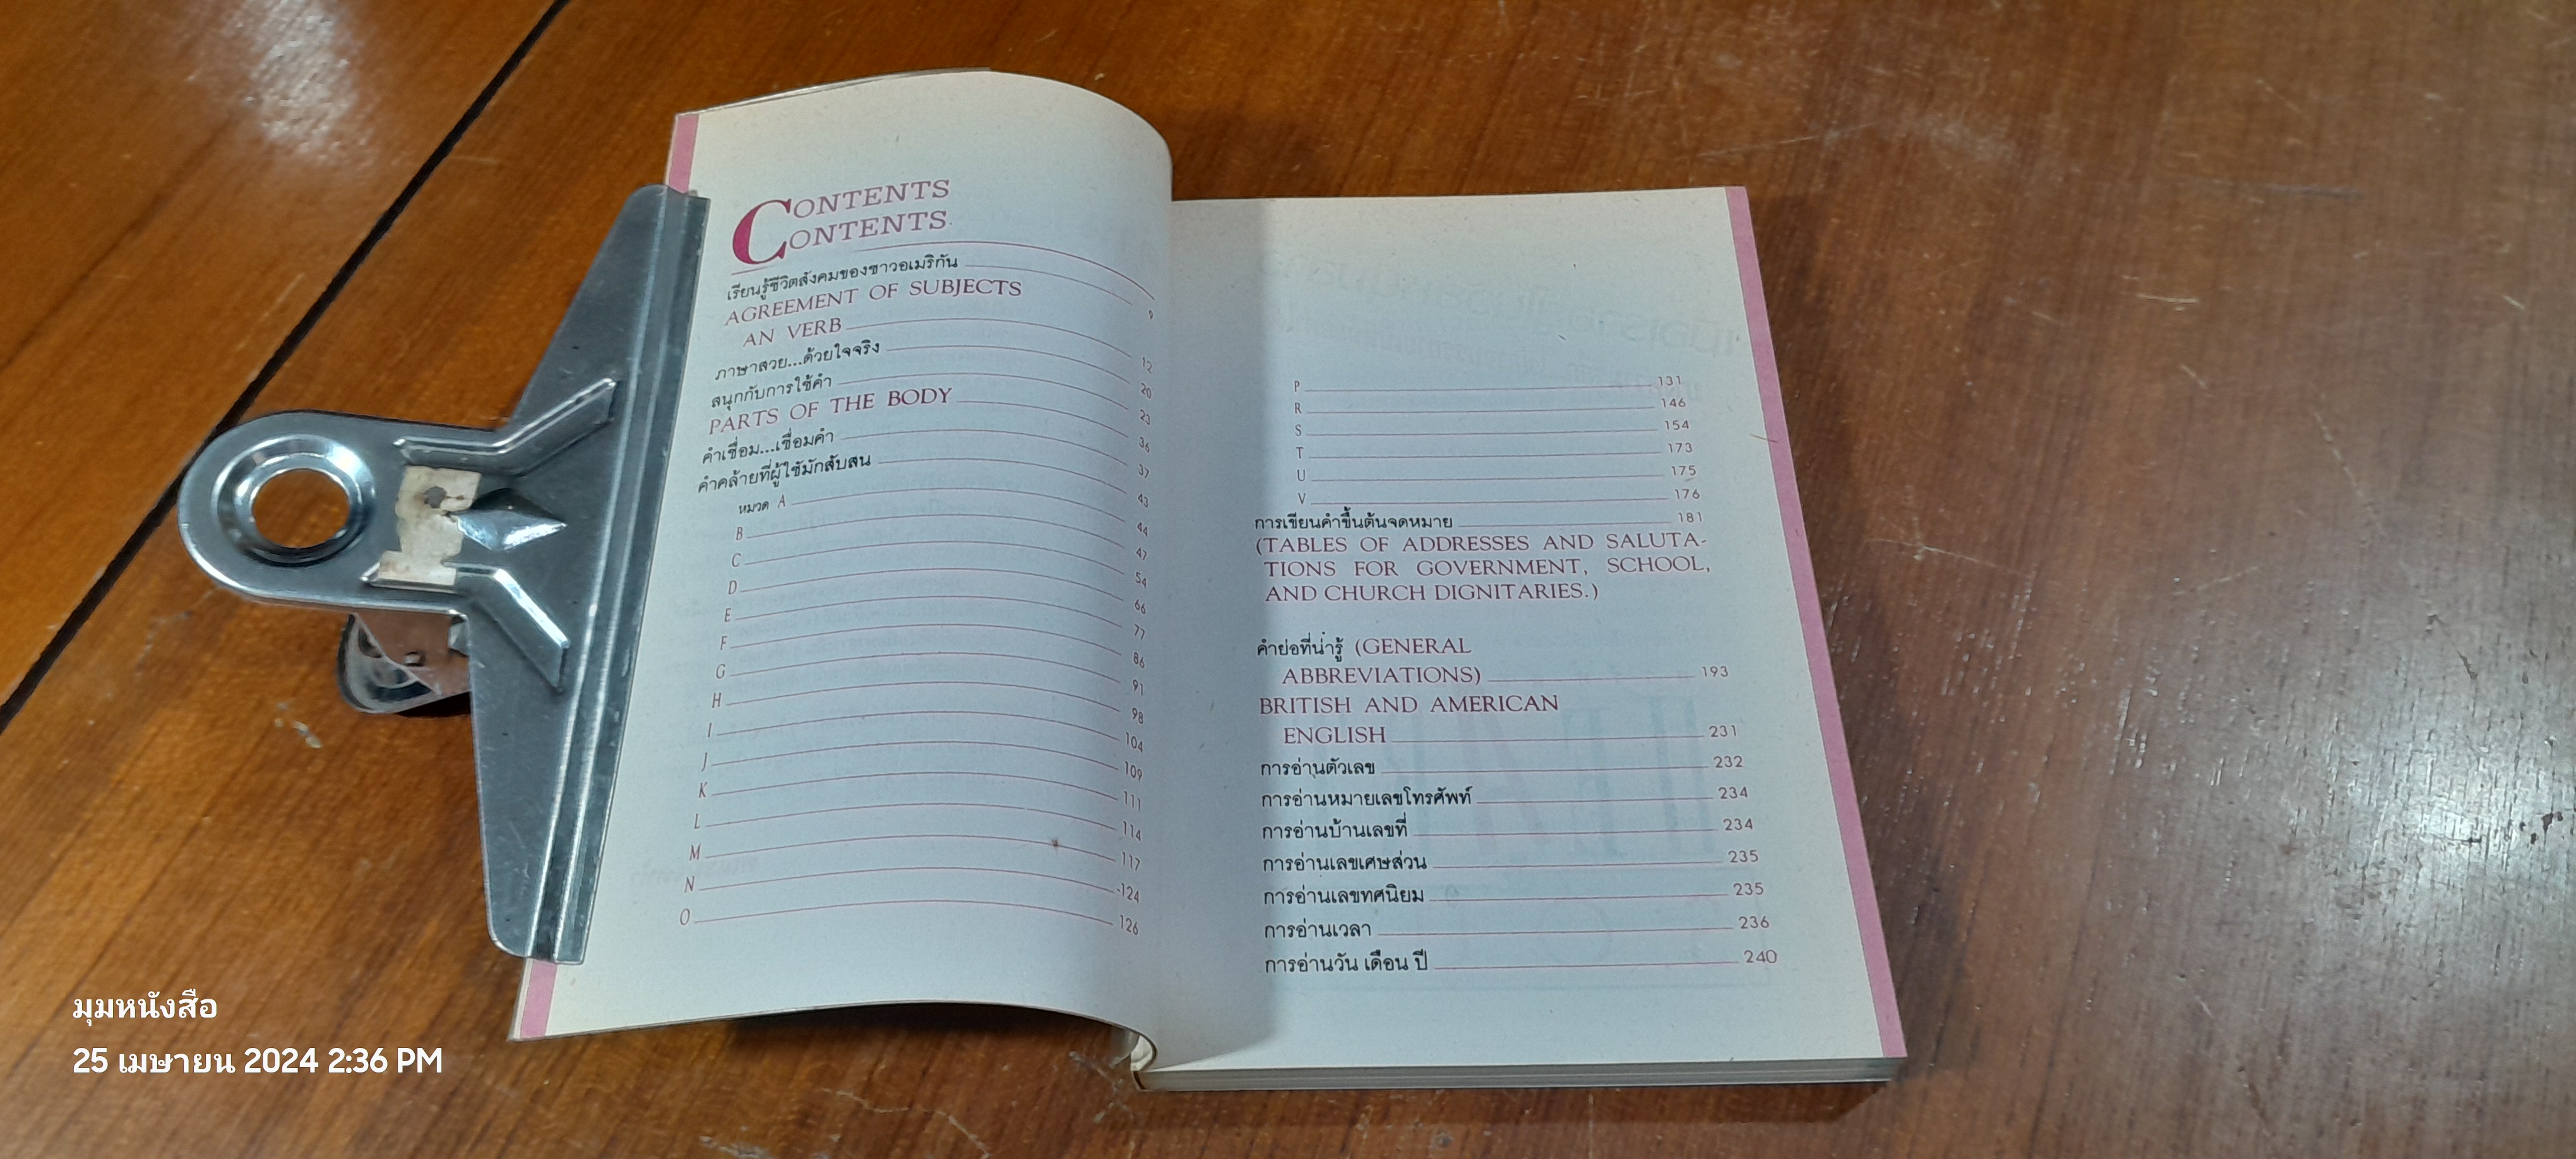 CONTENTS
CONTENTS
เรียนรู้ชีวิตสังคมของชาวอเมริกัน 9
AGREEMENT OF SUBJECTS
AN VERB 12
ภาษาสวย...ด้วยใจจริง 20
สนุกกับการใช้คำ 23
PARTS OF THE BODY 36
คำเชื่อม...เชื่อมคำ 37
คำคล้ายที่ผู้ใช้มักสับสน 43
หมวด A 44
B 47
C 54
D 66
E 77
F 86
G 91
H 98
I 104
J 109
K 111
L 114
M 117
N 124
O 126
P 131
R 146
S 154
T 173
U 175
V 176
การเขียนคำขึ้นต้นจดหมาย 181
(TABLES OF ADDRESSES AND SALUTA-
TIONS FOR GOVERNMENT, SCHOOL,
AND CHURCH DIGNITARIES.)
คำย่อที่น่ารู้ (GENERAL
ABBREVIATIONS) 193
BRITISH AND AMERICAN
ENGLISH 231
การอ่านตัวเลข 232
การอ่านหมายเลขโทรศัพท์ 234
การอ่านบ้านเลขที่ 234
การอ่านเลขเศษส่วน 235
การอ่านเลขทศนิยม 235
การอ่านเวลา 236
การอ่านวัน เดือน ปี 240
มุมหนังสือ
25 เมษายน 2024 2:36 PM